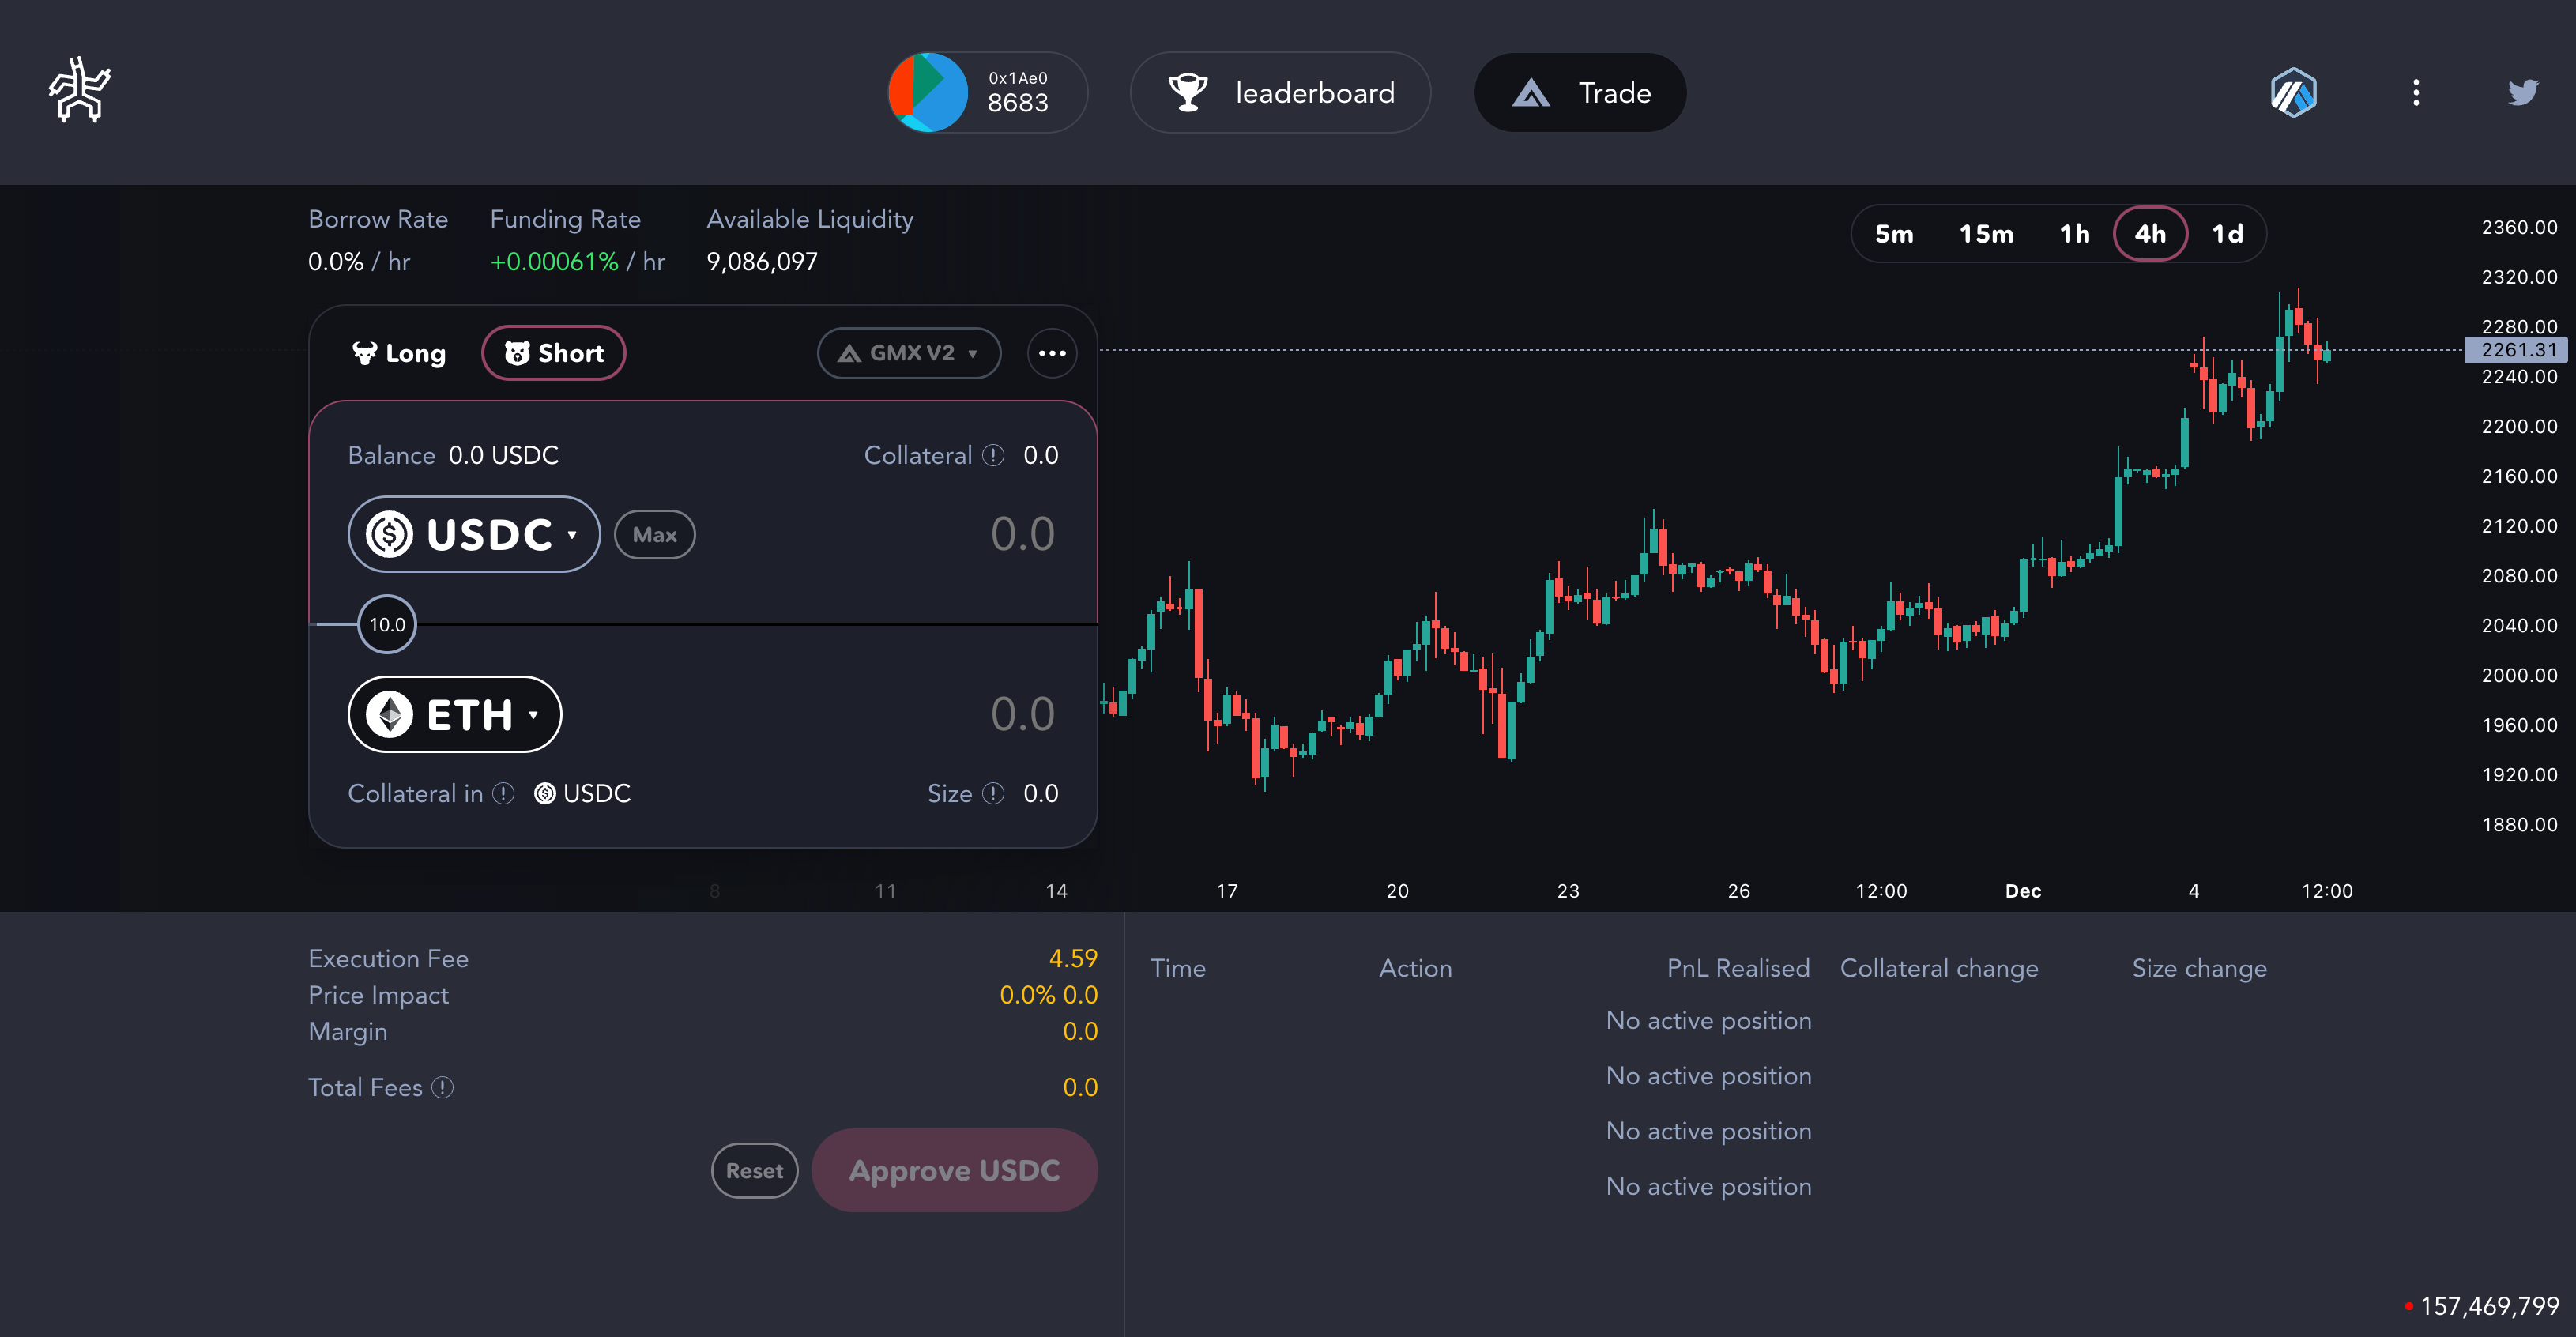 0x1Ae0
8683
leaderboard
Trade
Borrow Rate
0.0% / hr
Funding Rate
+0.00061% / hr
Available Liquidity
9,086,097
5m 15m 1h 4h 1d
Long
Short
GMX V2
Balance 0.0 USDC
Collateral 0.0
USDC
Max
0.0
10.0
ETH
0.0
Collateral in USDC
Size 0.0
2360.00
2320.00
2280.00
2261.31
2240.00
2200.00
2160.00
2120.00
2080.00
2040.00
2000.00
1960.00
1920.00
1880.00
8 11 14 17 20 23 26 12:00 Dec 4 12:00
Execution Fee 4.59
Price Impact 0.0% 0.0
Margin 0.0
Total Fees 0.0
Reset
Approve USDC
Time Action PnL Realised Collateral change Size change
No active position
No active position
No active position
No active position
157,469,799